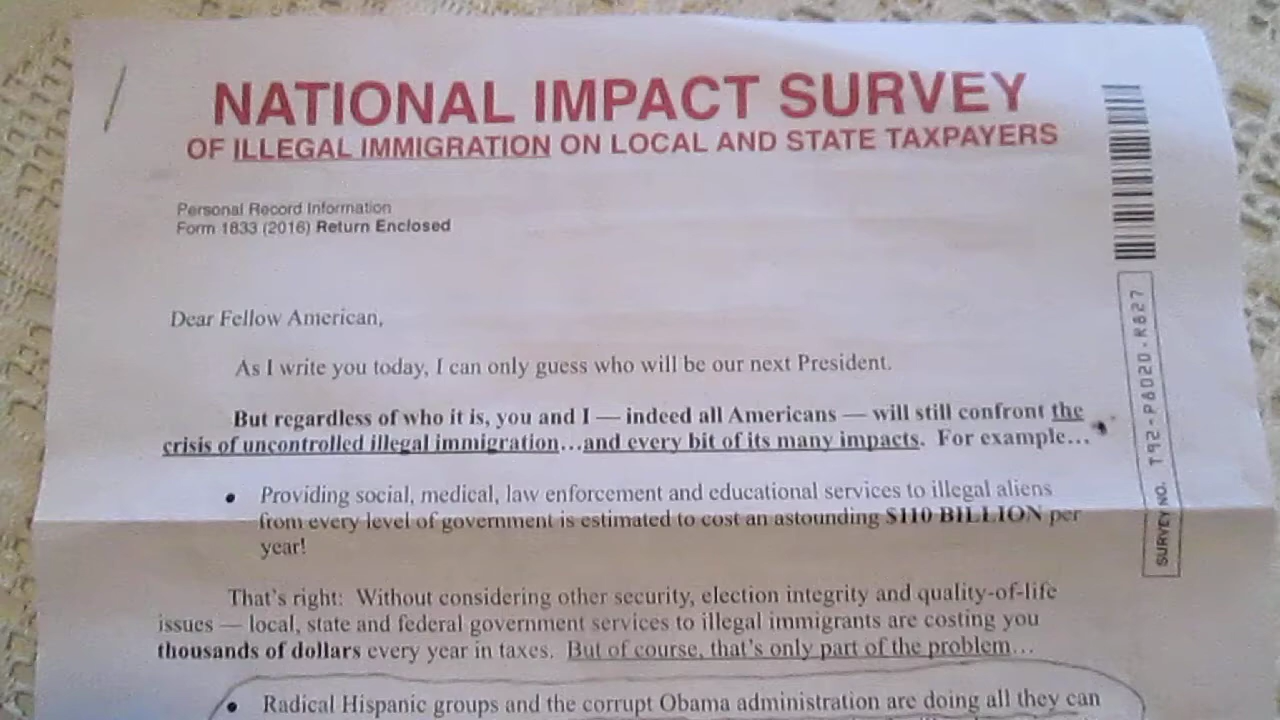 NATIONAL IMPACT SURVEY
OF ILLEGAL IMMIGRATION ON LOCAL AND STATE TAXPAYERS
Personal Record Information
Form 1833 (2016) Return Enclosed
Dear Fellow American,
As I write you today, I can only guess who will be our next President.
But regardless of who it is, you and I — indeed all Americans — will still confront the
crisis of uncontrolled illegal immigration…and every bit of its many impacts. For example…
• Providing social, medical, law enforcement and educational services to illegal aliens
from every level of government is estimated to cost an astounding $110 BILLION per
year!
That's right: Without considering other security, election integrity and quality-of-life
issues — local, state and federal government services to illegal immigrants are costing you
thousands of dollars every year in taxes. But of course, that's only part of the problem…
• Radical Hispanic groups and the corrupt Obama administration are doing all they can
SURVEY NO. T92-P8020-R827